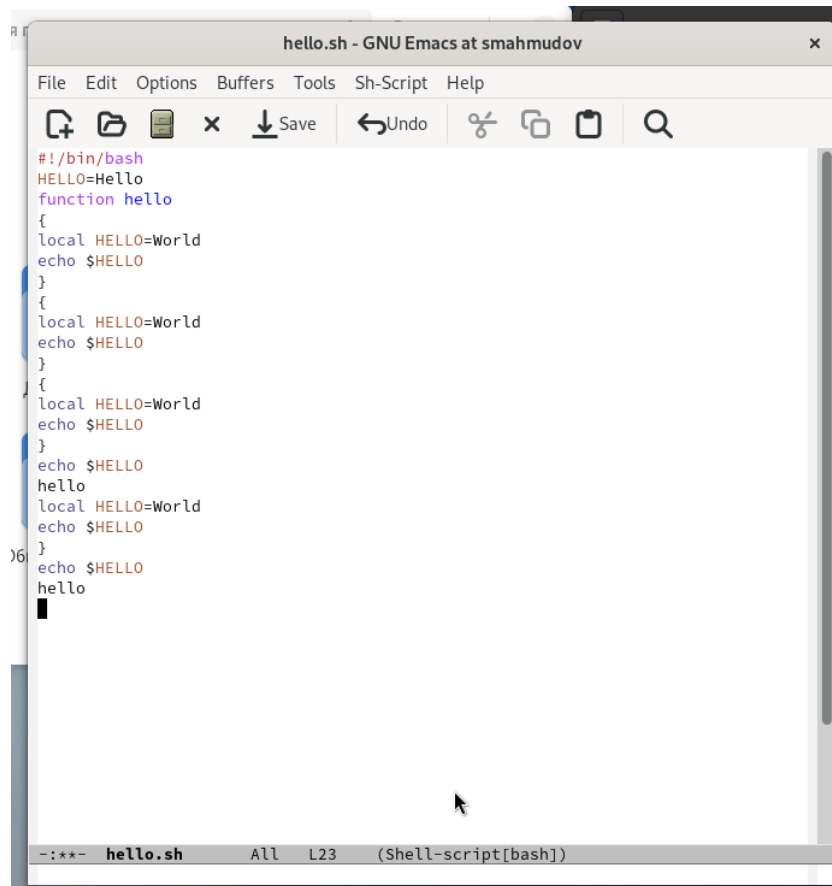 hello.sh - GNU Emacs at smahmudov
File Edit Options Buffers Tools Sh-Script Help
Save Undo
#!/bin/bash
HELLO=Hello
function hello
{
local HELLO=World
echo $HELLO
}
{
local HELLO=World
echo $HELLO
}
{
local HELLO=World
echo $HELLO
}
echo $HELLO
hello
local HELLO=World
echo $HELLO
}
echo $HELLO
hello
-:**- hello.sh All L23 (Shell-script[bash])